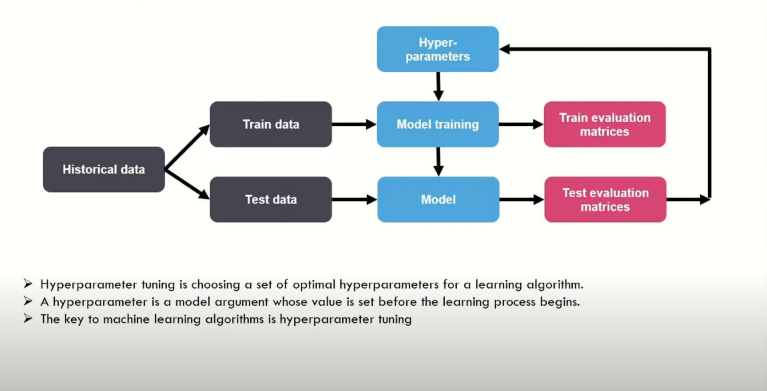 Hyper-
parameters
Train data
Model training
Train evaluation
matrices
Historical data
Test data
Model
Test evaluation
matrices
➢ Hyperparameter tuning is choosing a set of optimal hyperparameters for a learning algorithm.
➢ A hyperparameter is a model argument whose value is set before the learning process begins.
➢ The key to machine learning algorithms is hyperparameter tuning